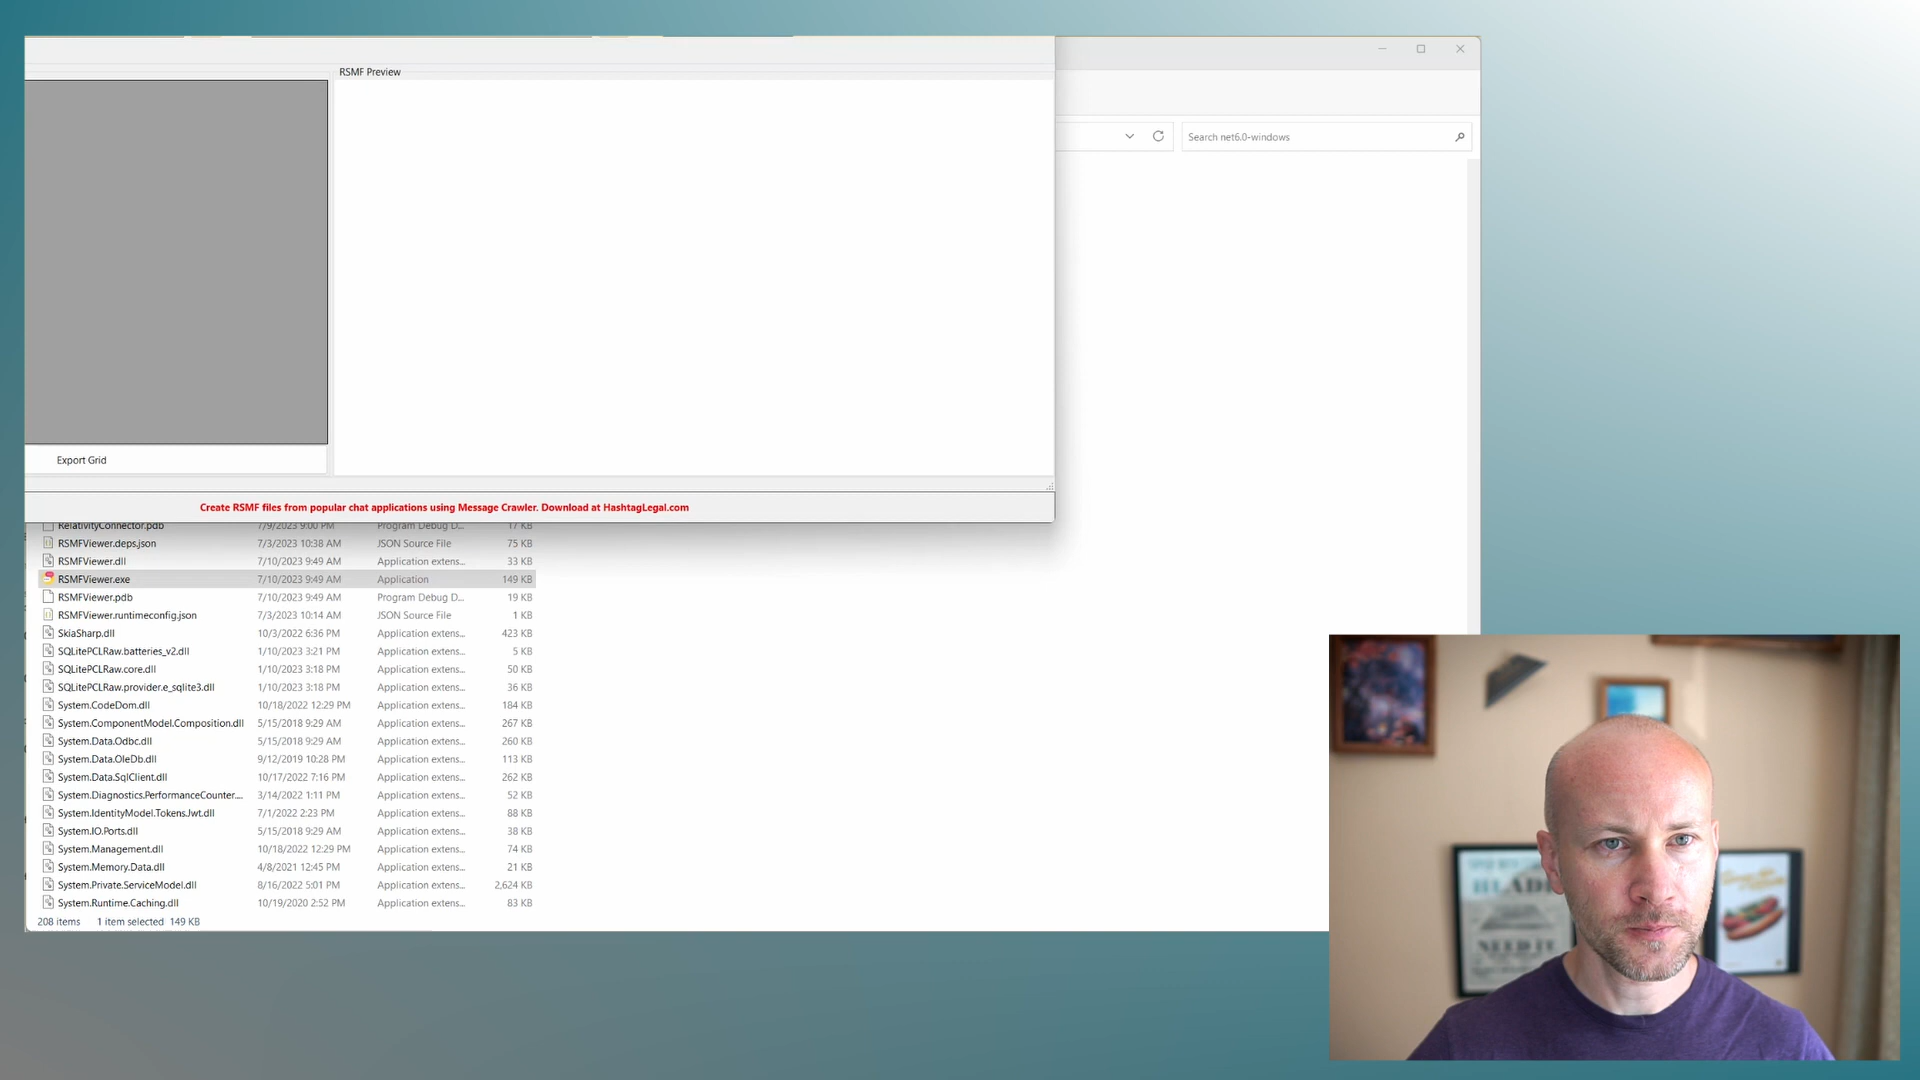 RSMF Preview
Search net6.0-windows
Export Grid
Create RSMF files from popular chat applications using Message Crawler. Download at HashtagLegal.com
RelativityConnector.pdb 7/9/2023 9:00 PM Program Debug D... 17 KB
RSMFViewer.deps.json 7/3/2023 10:38 AM JSON Source File 75 KB
RSMFViewer.dll 7/10/2023 9:49 AM Application extens... 33 KB
RSMFViewer.exe 7/10/2023 9:49 AM Application 149 KB
RSMFViewer.pdb 7/10/2023 9:49 AM Program Debug D... 19 KB
RSMFViewer.runtimeconfig.json 7/3/2023 10:14 AM JSON Source File 1 KB
SkiaSharp.dll 10/3/2022 6:36 PM Application extens... 423 KB
SQLitePCLRaw.batteries_v2.dll 1/10/2023 3:21 PM Application extens... 5 KB
SQLitePCLRaw.core.dll 1/10/2023 3:18 PM Application extens... 50 KB
SQLitePCLRaw.provider.e_sqlite3.dll 1/10/2023 3:18 PM Application extens... 36 KB
System.CodeDom.dll 10/18/2022 12:29 PM Application extens... 184 KB
System.ComponentModel.Composition.dll 5/15/2018 9:29 AM Application extens... 267 KB
System.Data.Odbc.dll 5/15/2018 9:29 AM Application extens... 260 KB
System.Data.OleDb.dll 9/12/2019 10:28 PM Application extens... 113 KB
System.Data.SqlClient.dll 10/17/2022 7:16 PM Application extens... 262 KB
System.Diagnostics.PerformanceCounter.... 3/14/2022 1:11 PM Application extens... 52 KB
System.IdentityModel.Tokens.Jwt.dll 7/1/2022 2:23 PM Application extens... 88 KB
System.IO.Ports.dll 5/15/2018 9:29 AM Application extens... 38 KB
System.Management.dll 10/18/2022 12:29 PM Application extens... 74 KB
System.Memory.Data.dll 4/8/2021 12:45 PM Application extens... 21 KB
System.Private.ServiceModel.dll 8/16/2022 5:01 PM Application extens... 2,624 KB
System.Runtime.Caching.dll 10/19/2020 2:52 PM Application extens... 83 KB
208 items 1 item selected 149 KB
NEED IT